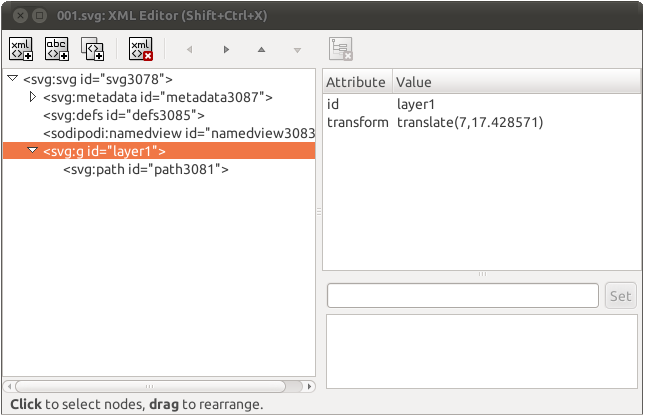 001.svg: XML Editor (Shift+Ctrl+X)
xml
abc
xml
<svg:svg id="svg3078">
<svg:metadata id="metadata3087">
<svg:defs id="defs3085">
<sodipodi:namedview id="namedview3083
<svg:g id="layer1">
<svg:path id="path3081">
Attribute Value
id layer1
transform translate(7,17.428571)
Set
Click to select nodes, drag to rearrange.